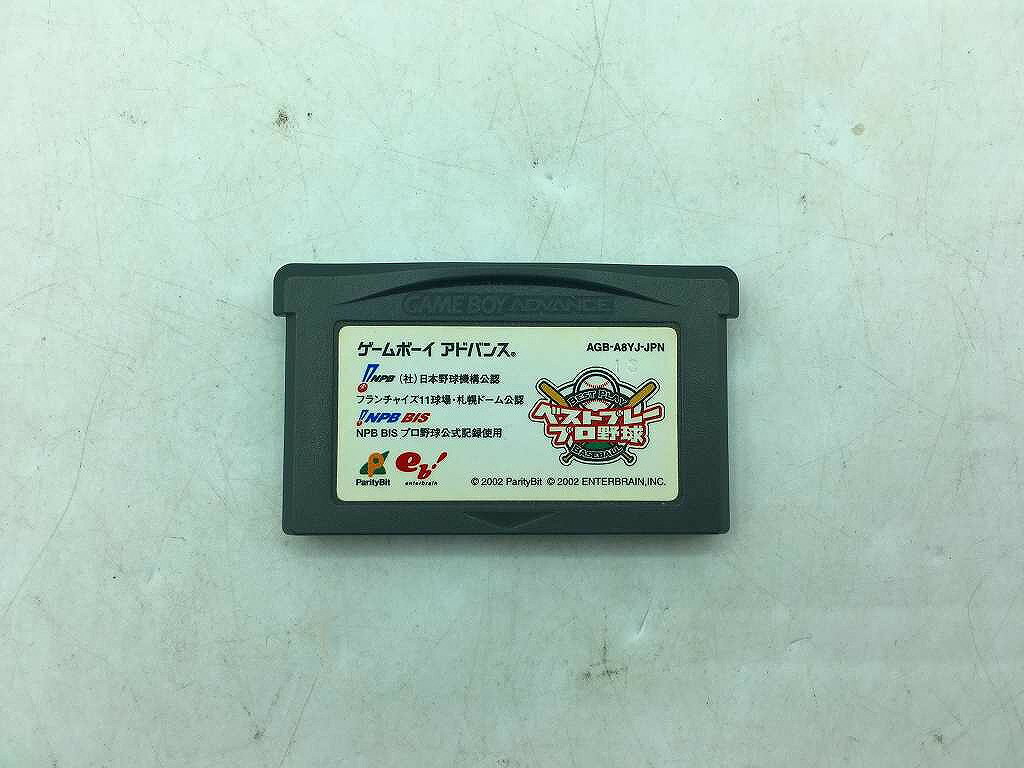 GAME BOY ADVANCE
ゲームボーイ アドバンス®
AGB-A8YJ-JPN
16
NPB (社)日本野球機構公認
フランチャイズ11球場・札幌ドーム公認
NPB BIS
NPB BIS プロ野球公式記録使用
BEST PLAY
ベストプレー
プロ野球
BASEBALL
ParityBit
eb!
enterbrain
© 2002 ParityBit © 2002 ENTERBRAIN,INC.